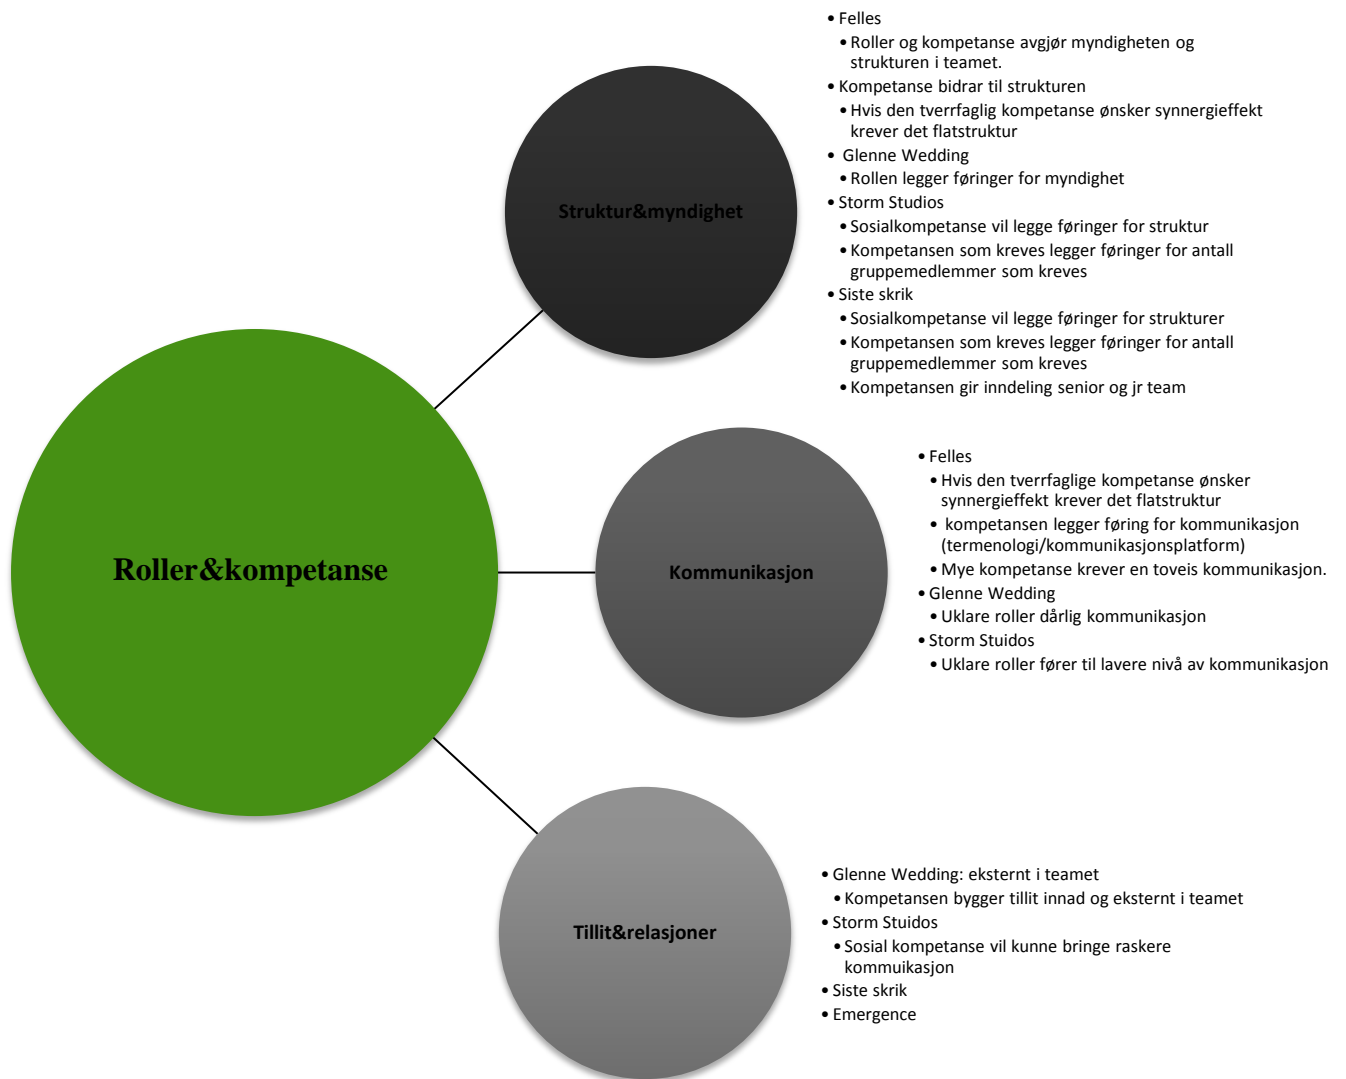 • Felles
• Roller og kompetanse avgjør myndigheten og
strukturen i teamet.
• Kompetanse bidrar til strukturen
• Hvis den tverrfaglig kompetanse ønsker synnergieffekt
krever det flatstruktur
• Glenne Wedding
• Rollen legger føringer for myndighet
• Storm Studios
• Sosialkompetanse vil legge føringer for struktur
• Kompetansen som kreves legger føringer for antall
gruppemedlemmer som kreves
• Siste skrik
• Sosialkompetanse vil legge føringer for strukturer
• Kompetansen som kreves legger føringer for antall
gruppemedlemmer som kreves
• Kompetansen gir inndeling senior og jr team
Struktur&myndighet
Roller&kompetanse
Kommunikasjon
• Felles
• Hvis den tverrfaglige kompetanse ønsker
synnergieffekt krever det flatstruktur
• kompetansen legger føring for kommunikasjon
(termenologi/kommunikasjonsplatform)
• Mye kompetanse krever en toveis kommunikasjon.
• Glenne Wedding
• Uklare roller dårlig kommunikasjon
• Storm Stuidos
• Uklare roller fører til lavere nivå av kommunikasjon
Tillit&relasjoner
• Glenne Wedding: eksternt i teamet
• Kompetansen bygger tillit innad og eksternt i teamet
• Storm Stuidos
• Sosial kompetanse vil kunne bringe raskere
kommuikasjon
• Siste skrik
• Emergence